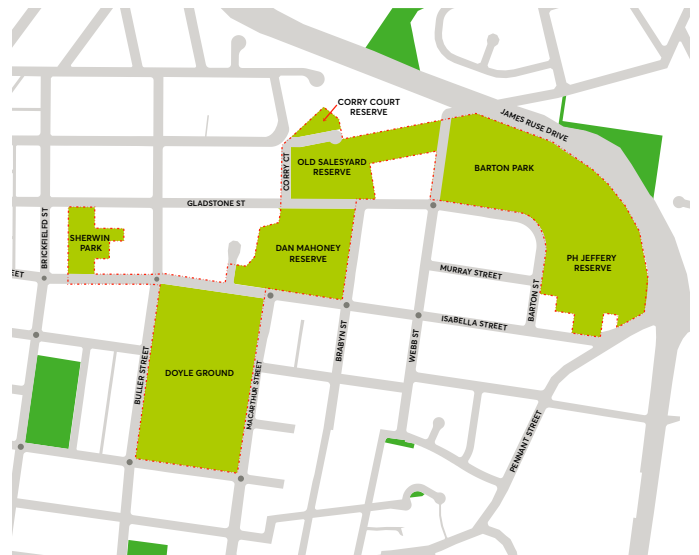 CORRY COURT
RESERVE
JAMES RUSE DRIVE
CORRY CT
OLD SALESYARD
RESERVE
BARTON PARK
GLADSTONE ST
BRICKFIELFD ST
SHERWIN
PARK
DAN MAHONEY
RESERVE
PH JEFFERY
RESERVE
EET
MURRAY STREET
BARTON ST
ISABELLA STREET
BRABYN ST
WEBB ST
DOYLE GROUND
BULLER STREET
MACARTHUR STREET
PENNANT STREET